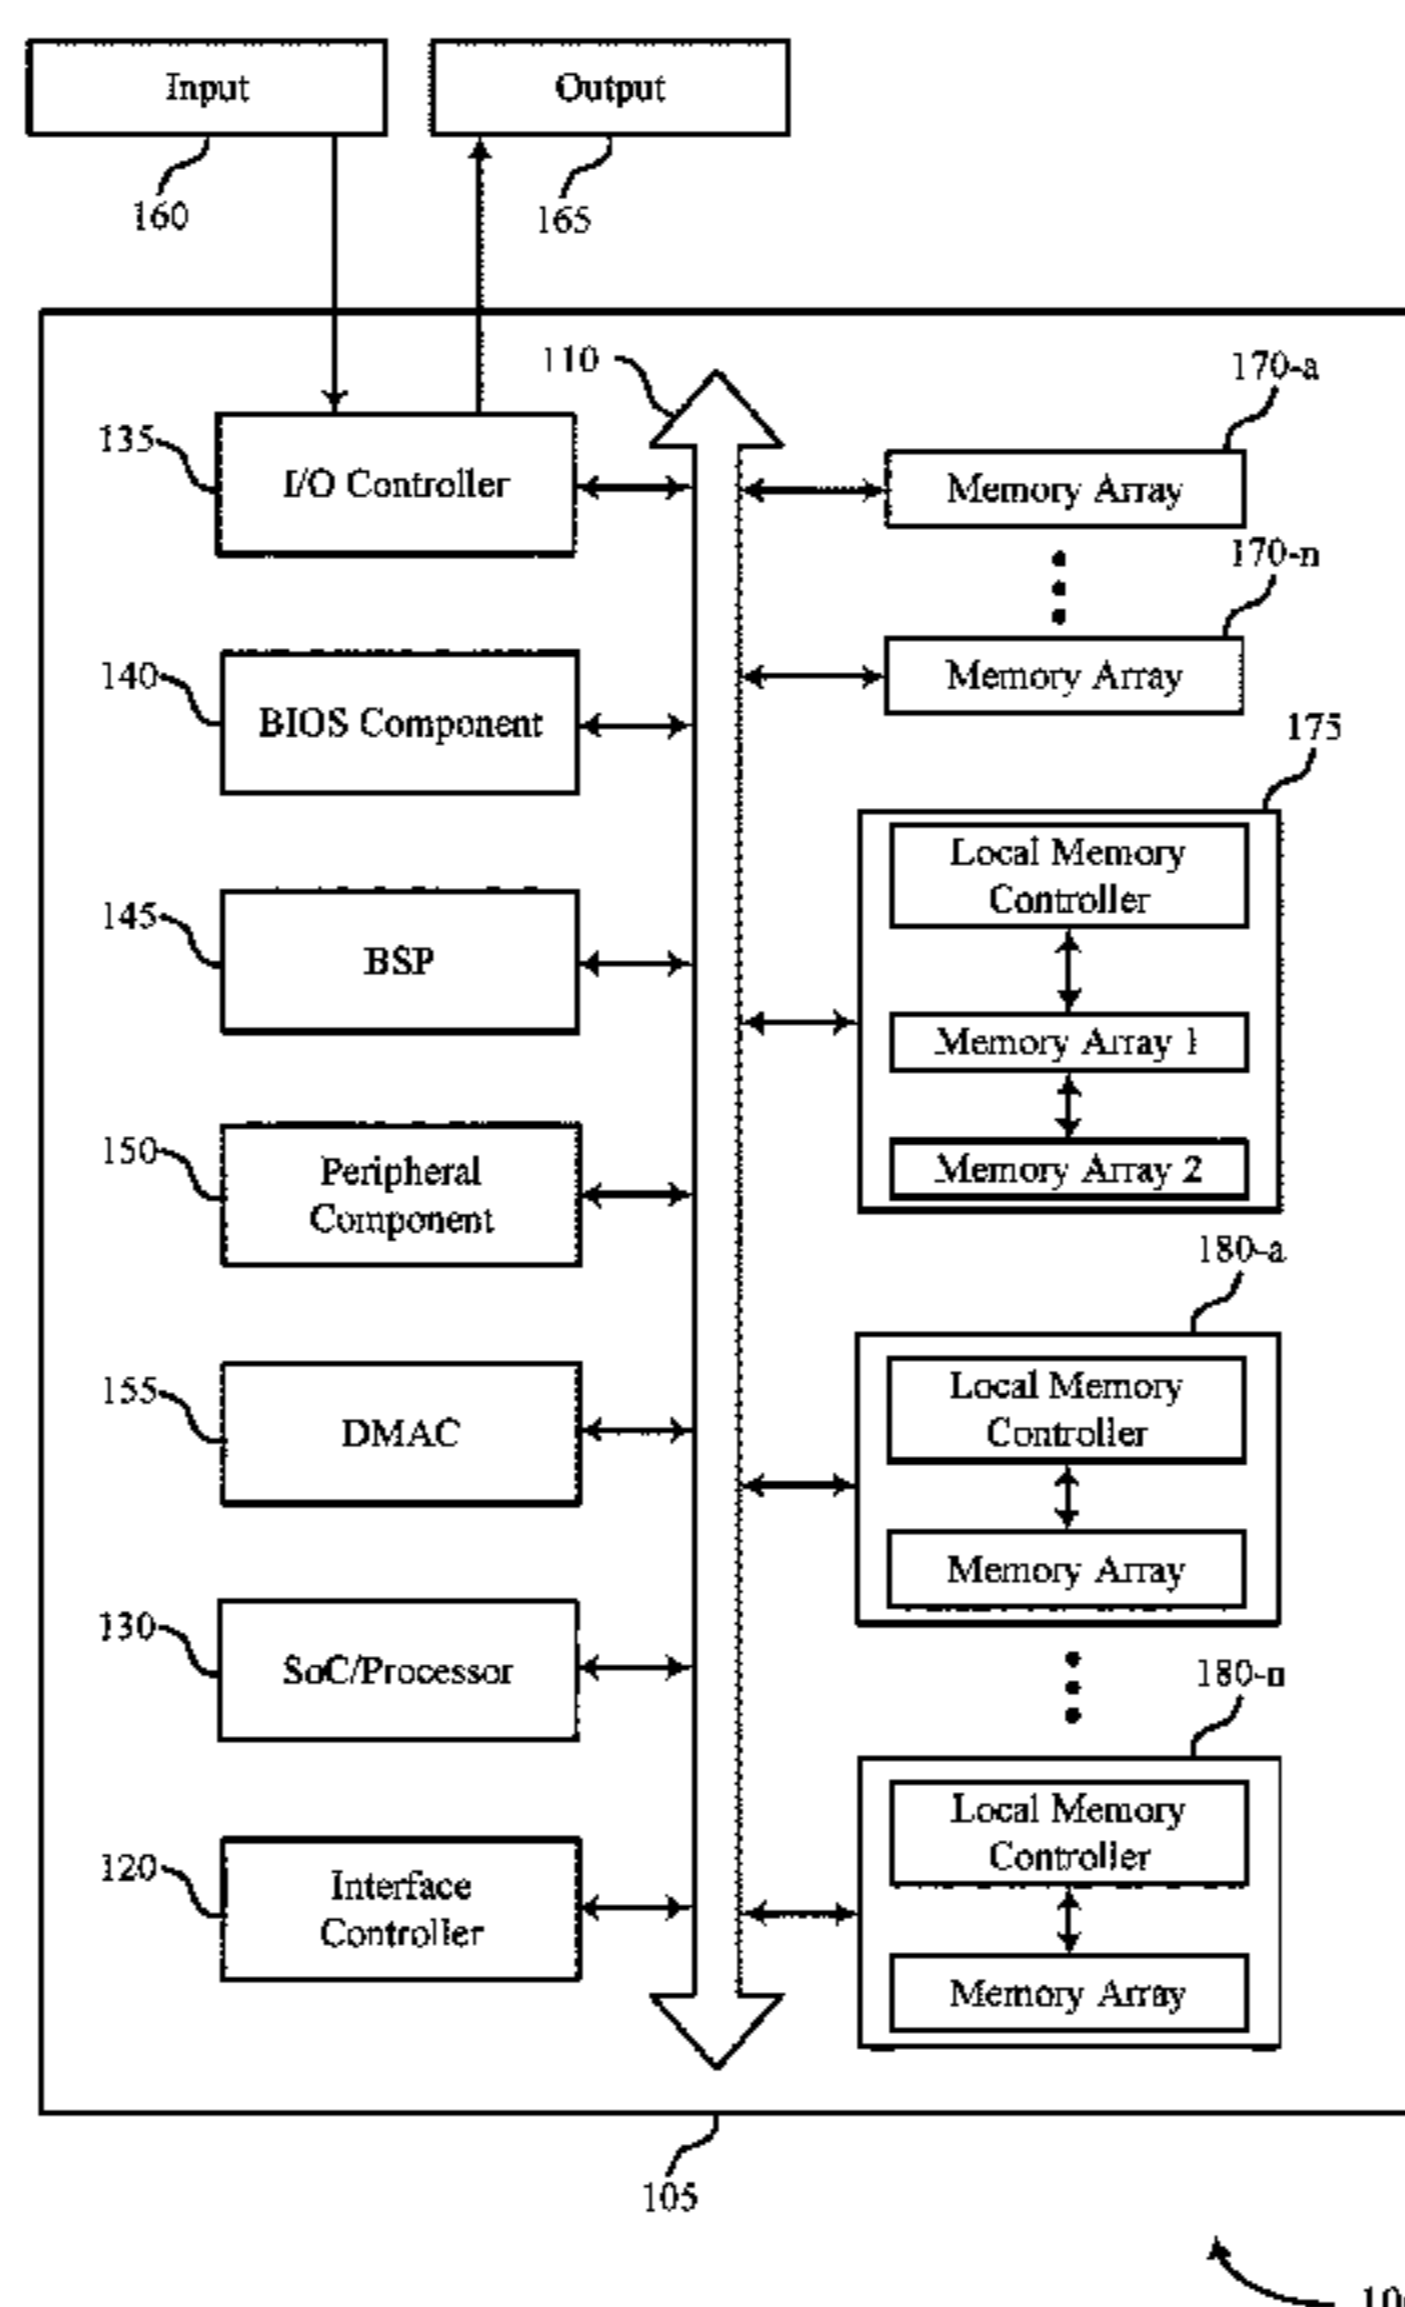 Input
Output
160
165
110
170-a
135
I/O Controller
Memory Array
170-n
140
BIOS Component
Memory Array
175
145
BSP
Local Memory
Controller
Memory Array 1
Memory Array 2
150
Peripheral
Component
180-a
155
DMAC
Local Memory
Controller
Memory Array
130
SoC/Processor
180-n
120
Interface
Controller
Local Memory
Controller
Memory Array
105